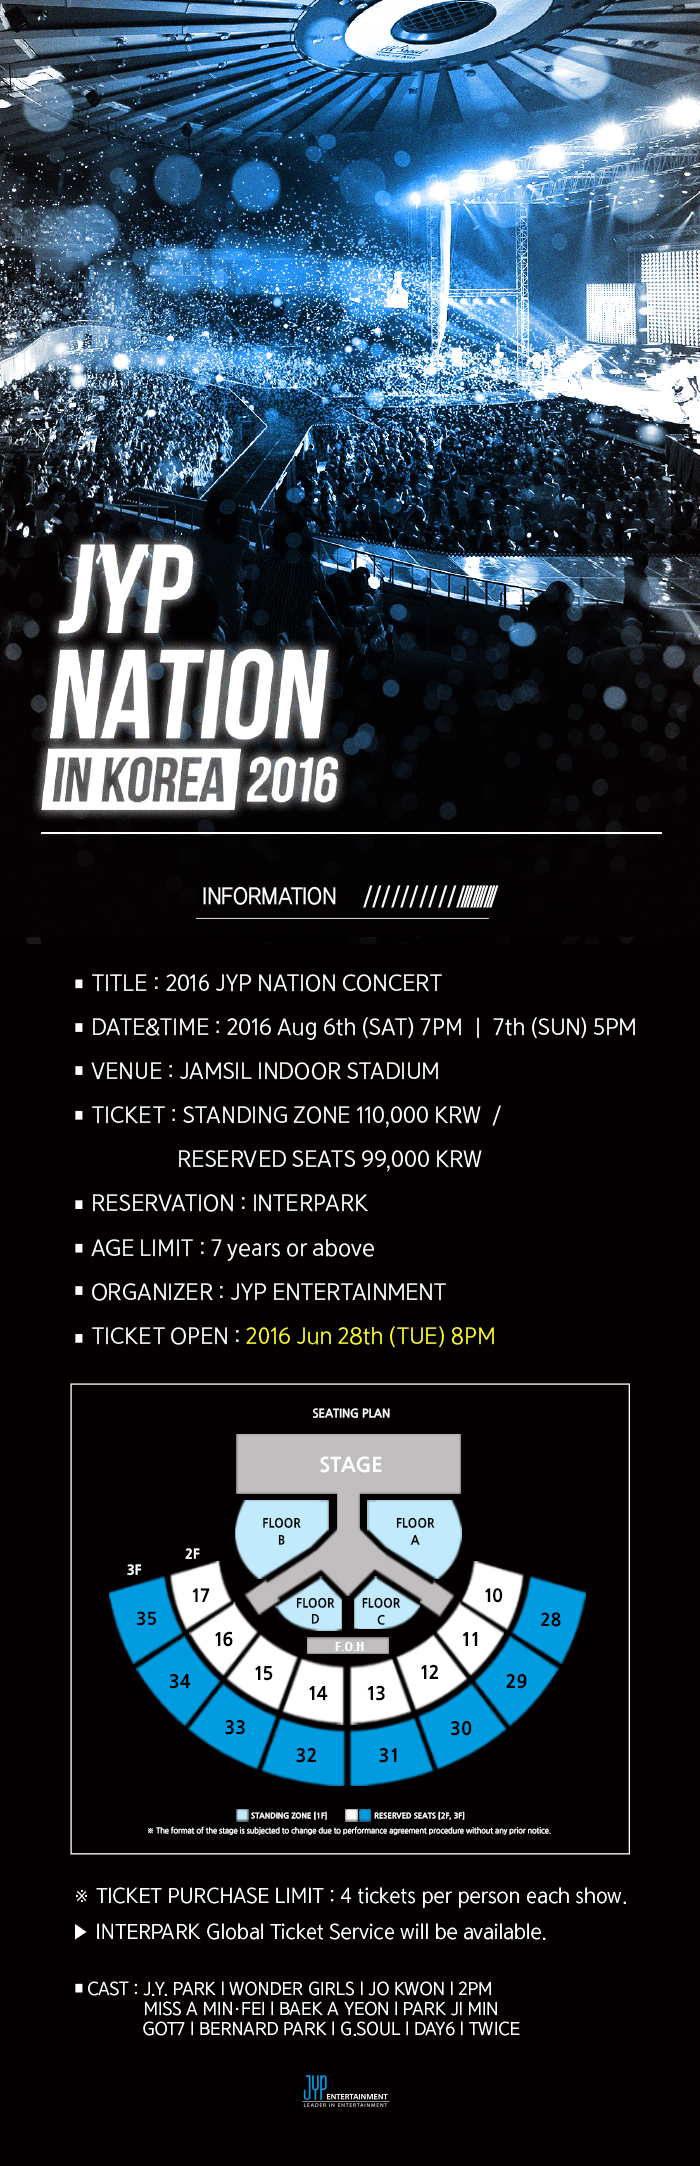 JYP
NATION
IN KOREA 2016
INFORMATION
■ TITLE : 2016 JYP NATION CONCERT
■ DATE&TIME : 2016 Aug 6th (SAT) 7PM | 7th (SUN) 5PM
■ VENUE : JAMSIL INDOOR STADIUM
■ TICKET : STANDING ZONE 110,000 KRW /
RESERVED SEATS 99,000 KRW
■ RESERVATION : INTERPARK
■ AGE LIMIT : 7 years or above
■ ORGANIZER : JYP ENTERTAINMENT
■ TICKET OPEN : 2016 Jun 28th (TUE) 8PM
SEATING PLAN
STAGE
FLOOR
B
FLOOR
A
3F
2F
FLOOR
D
FLOOR
C
F.O.H
17
16
15
14
13
12
11
10
35
34
33
32
31
30
29
28
STANDING ZONE [1F] RESERVED SEATS [2F, 3F]
※ The format of the stage is subjected to change due to performance agreement procedure without any prior notice.
※ TICKET PURCHASE LIMIT : 4 tickets per person each show.
▶ INTERPARK Global Ticket Service will be available.
■ CAST : J.Y. PARK I WONDER GIRLS I JO KWON I 2PM
MISS A MIN·FEI I BAEK A YEON I PARK JI MIN
GOT7 I BERNARD PARK I G.SOUL I DAY6 I TWICE
JYP ENTERTAINMENT
LEADER IN ENTERTAINMENT